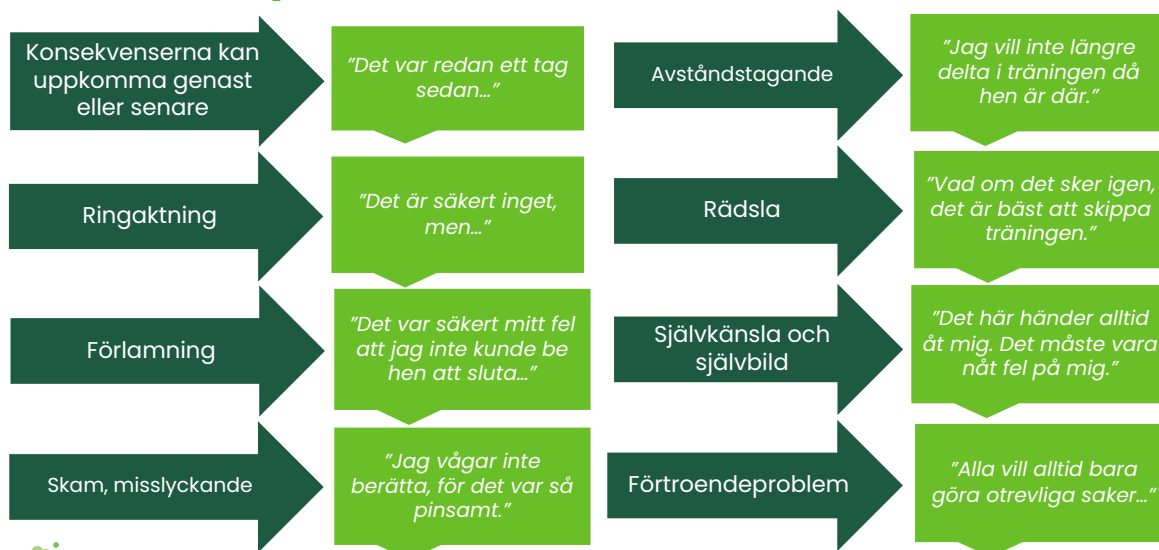 Konsekvenserna kan
uppkomma genast
eller senare
”Det var redan ett tag
sedan…”
Ringaktning
”Det är säkert inget,
men…”
Förlamning
”Det var säkert mitt fel
att jag inte kunde be
hen att sluta…”
Skam, misslyckande
”Jag vågar inte
berätta, för det var så
pinsamt.”
Avståndstagande
”Jag vill inte längre
delta i träningen då
hen är där.”
Rädsla
”Vad om det sker igen,
det är bäst att skippa
träningen.”
Självkänsla och
självbild
”Det här händer alltid
åt mig. Det måste vara
nåt fel på mig.”
Förtroendeproblem
”Alla vill alltid bara
göra otrevliga saker…”